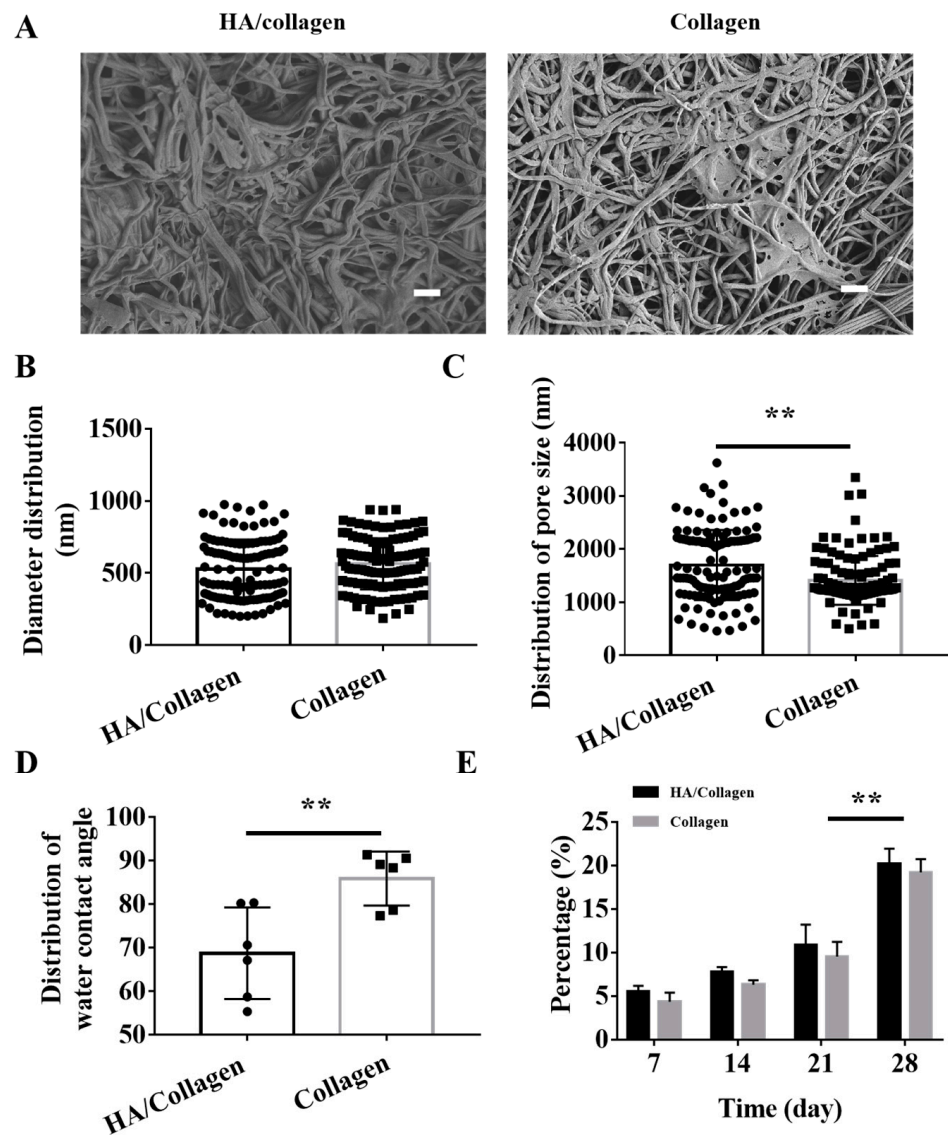 A
HA/collagen
Collagen
B
C
Diameter distribution
(nm)
1500
1000
500
0
HA/Collagen
Collagen
Distribution of pore size (nm)
**
4000
3000
2000
1000
0
HA/Collagen
Collagen
D
E
Distribution of
water contact angle
**
100
90
80
70
60
50
HA/Collagen
Collagen
HA/Collagen
Collagen
**
Percentage (%)
25
20
15
10
5
0
7
14
21
28
Time (day)